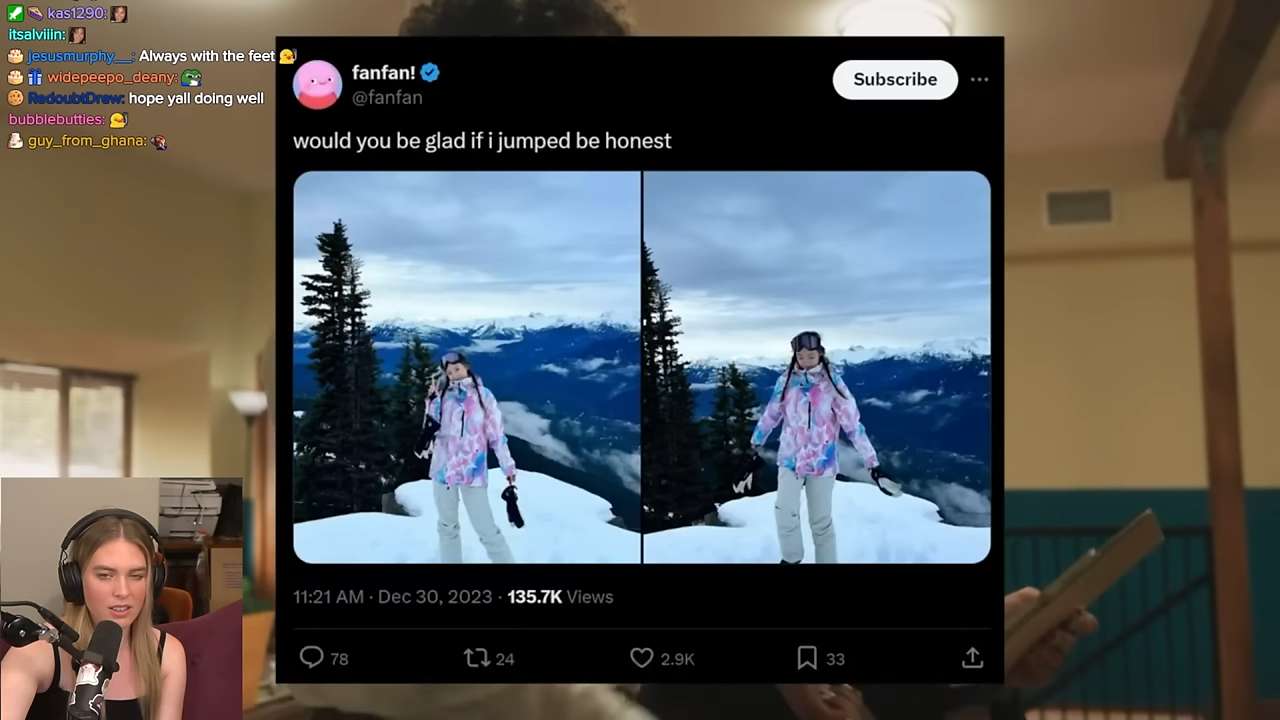 kas1290:
itsalvilin:
jesusmurphy__: Always with the feet
widepeepo_deany:
RedoubtDrew: hope yall doing well
bubblebutties:
guy_from_ghana:
fanfan!
@fanfan
Subscribe
would you be glad if i jumped be honest
11:21 AM · Dec 30, 2023 · 135.7K Views
78
24
2.9K
33